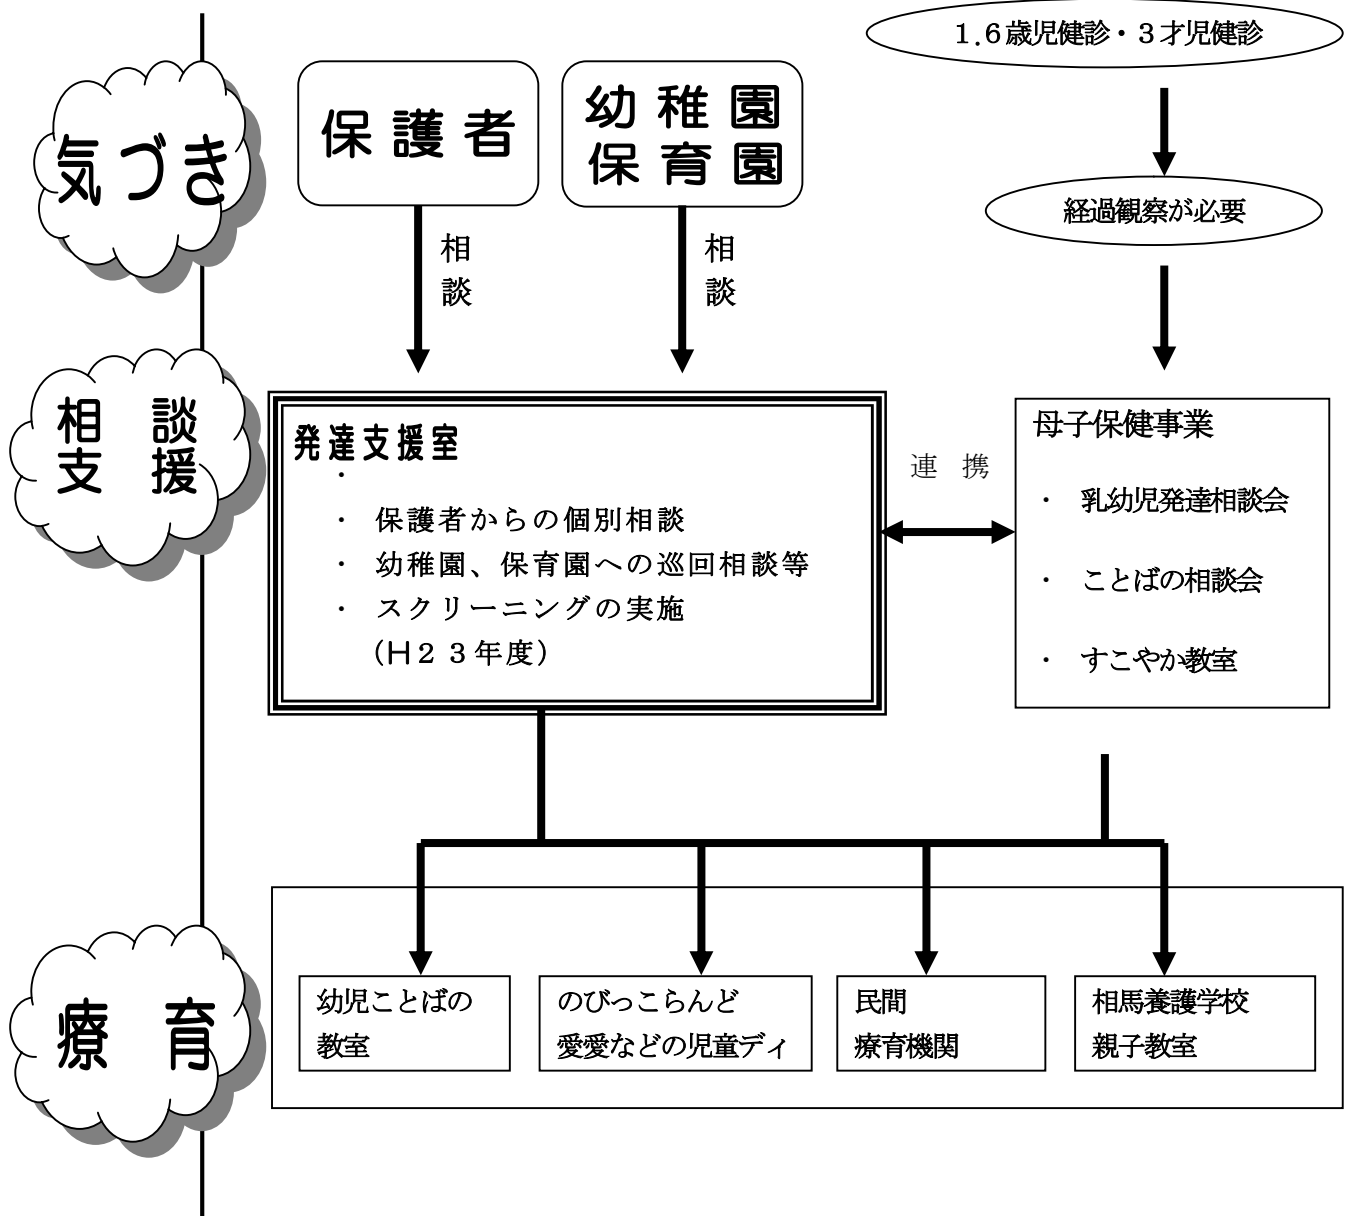 1.6歳児健診・３才児健診
気づき
保護者
幼稚園
保育園
経過観察が必要
相談
相談
相談
支援
発達支援室
・
・ 保護者からの個別相談
・ 幼稚園、保育園への巡回相談等
・ スクリーニングの実施
(H２３年度)
連 携
母子保健事業
・ 乳幼児発達相談会
・ ことばの相談会
・ すこやか教室
療育
幼児ことばの
教室
のびっこらんど
愛愛などの児童ディ
民間
療育機関
相馬養護学校
親子教室